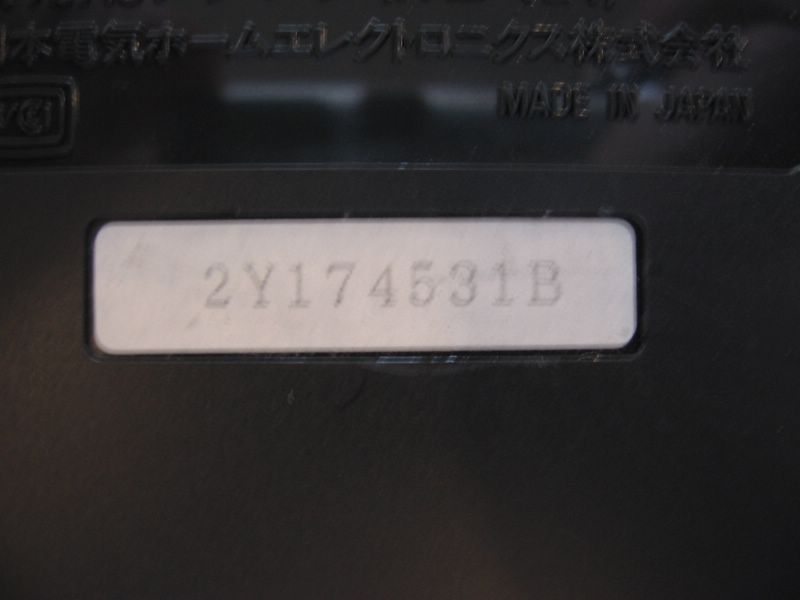 本電気ホームエレクトロニクス株式会社
MADE IN JAPAN
VCI
2Y174531B